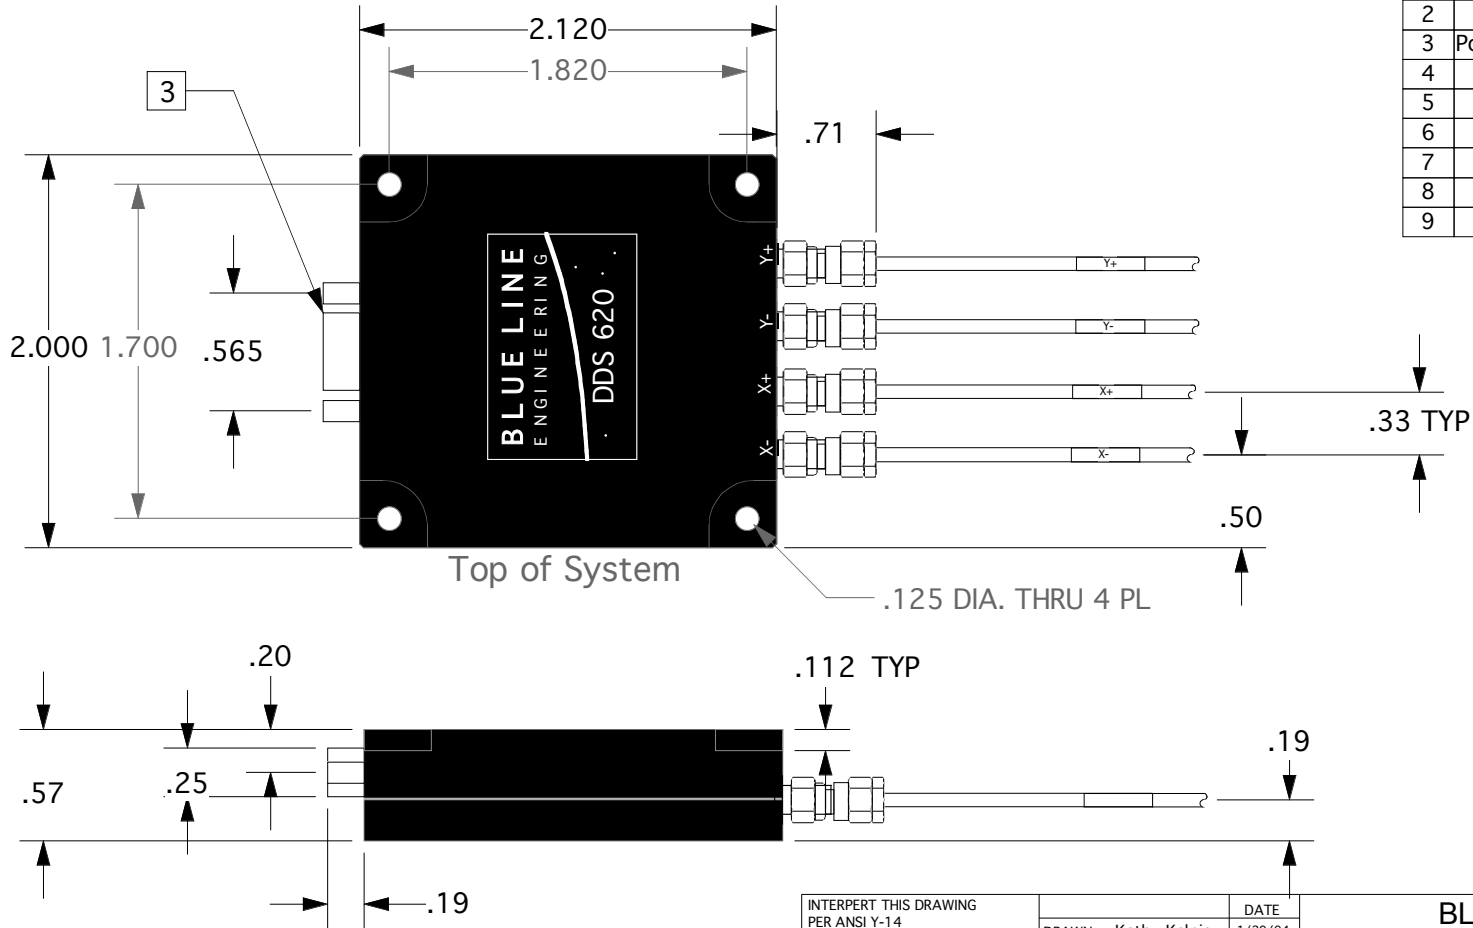 2.120
1.820
3
.71
2
3
4
5
6
7
8
9
2.000
1.700
.565
BLUE LINE
ENGINEERING
DDS 620
Y+
Y-
X+
X-
Y+
Y-
X+
X-
.33 TYP
.50
Top of System
.125 DIA. THRU 4 PL
.20
.112 TYP
.57
.25
.19
.19
INTERPERT THIS DRAWING
PER ANSI Y-14
DATE